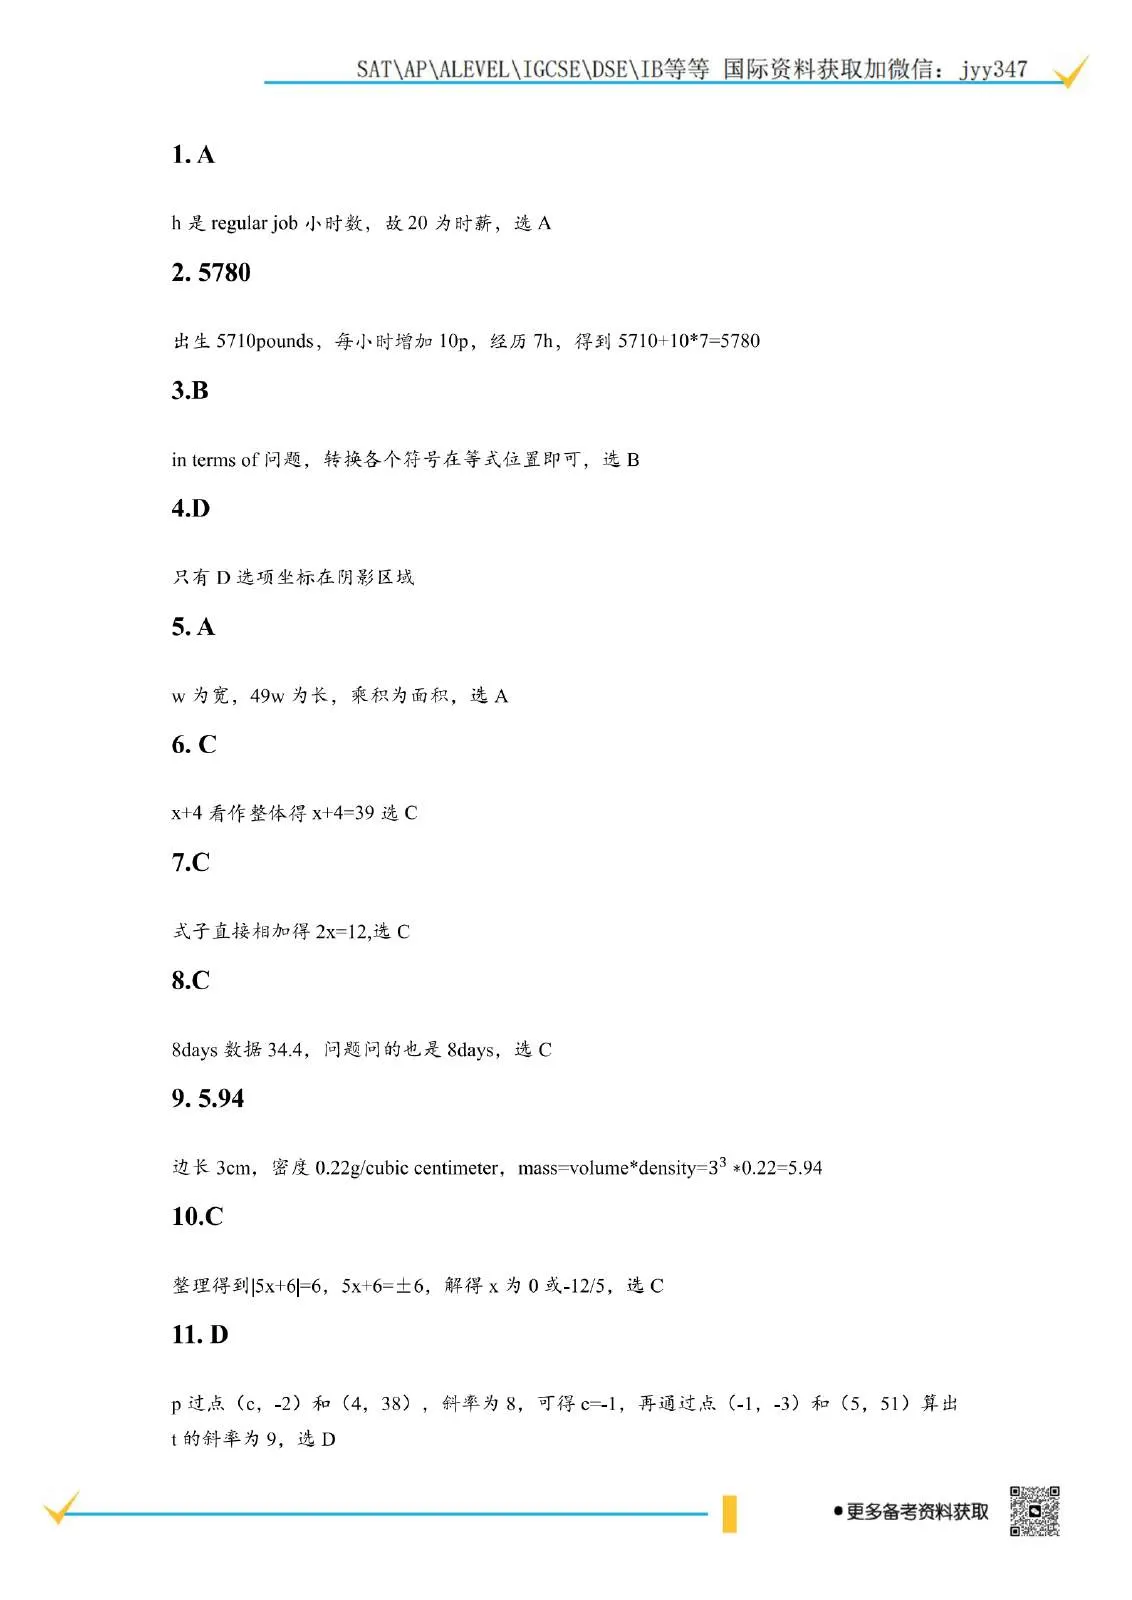 SAT\AP\ALEVEL\IGCSE\DSE\IB等等 国际资料获取加微信：jyy347
1. A
h 是 regular job 小时数，故 20 为时薪，选 A
2. 5780
出生 5710pounds，每小时增加 10p，经历 7h，得到 5710+10*7=5780
3.B
in terms of 问题，转换各个符号在等式位置即可，选 B
4.D
只有 D 选项坐标在阴影区域
5. A
w 为宽，49w 为长，乘积为面积，选 A
6. C
x+4 看作整体得 x+4=39 选 C
7.C
式子直接相加得 2x=12,选 C
8.C
8days 数据 34.4，问题问的也是 8days，选 C
9. 5.94
边长 3cm，密度 0.22g/cubic centimeter，mass=volume*density=3³ *0.22=5.94
10.C
整理得到|5x+6|=6，5x+6=±6，解得 x 为 0 或-12/5，选 C
11. D
p 过点（c，-2）和（4，38），斜率为 8，可得 c=-1，再通过点（-1，-3）和（5，51）算出
t 的斜率为 9，选 D
•更多备考资料获取